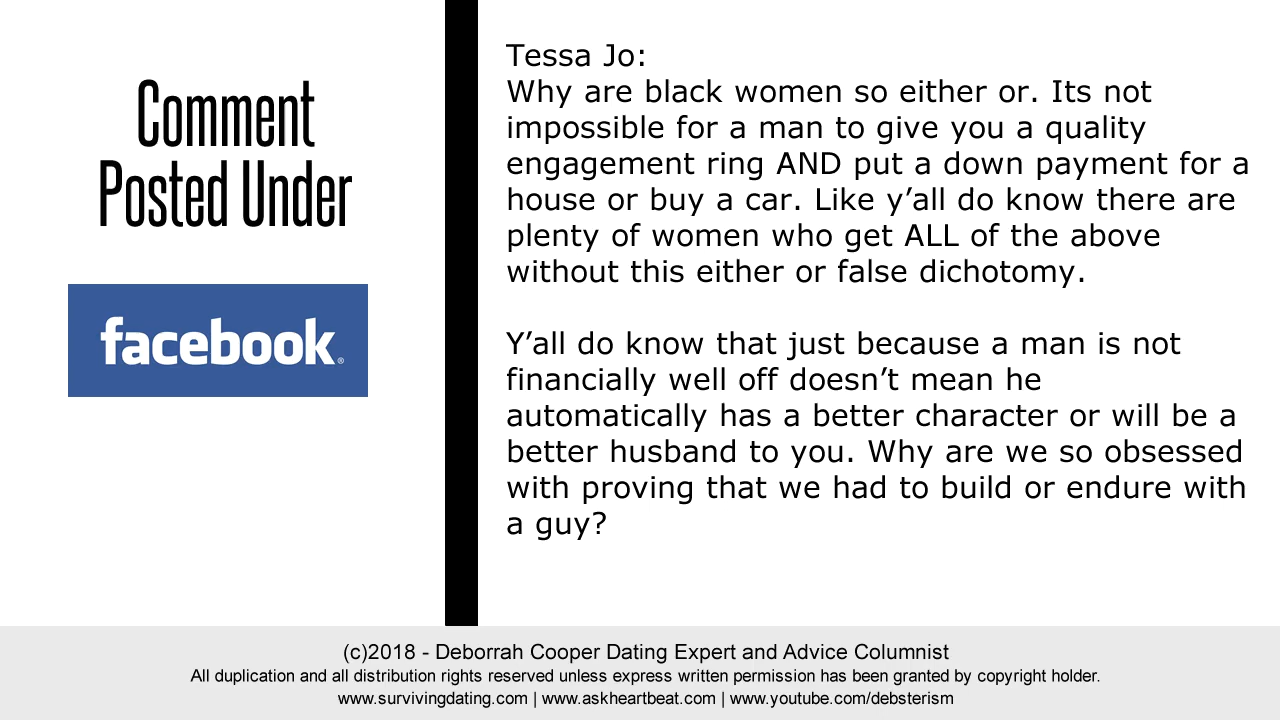 Comment
Posted Under
facebook®
Tessa Jo:
Why are black women so either or. Its not
impossible for a man to give you a quality
engagement ring AND put a down payment for a
house or buy a car. Like y’all do know there are
plenty of women who get ALL of the above
without this either or false dichotomy.
Y’all do know that just because a man is not
financially well off doesn’t mean he
automatically has a better character or will be a
better husband to you. Why are we so obsessed
with proving that we had to build or endure with
a guy?
(c)2018 - Deborrah Cooper Dating Expert and Advice Columnist
All duplication and all distribution rights reserved unless express written permission has been granted by copyright holder.
www.survivingdating.com | www.askheartbeat.com | www.youtube.com/debsterism